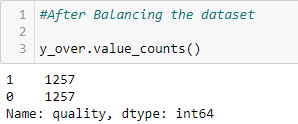 1 #After Balancing the dataset
2
3 y_over.value_counts()
1    1257
0    1257
Name: quality, dtype: int64